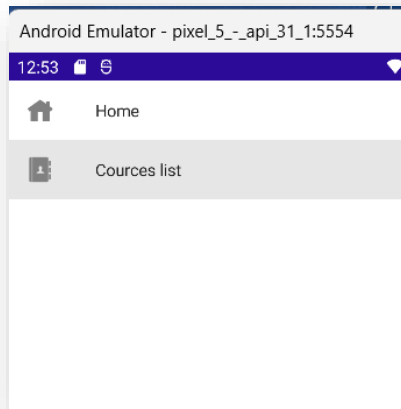 Android Emulator - pixel_5_-_api_31_1:5554
12:53
Home
Cources list